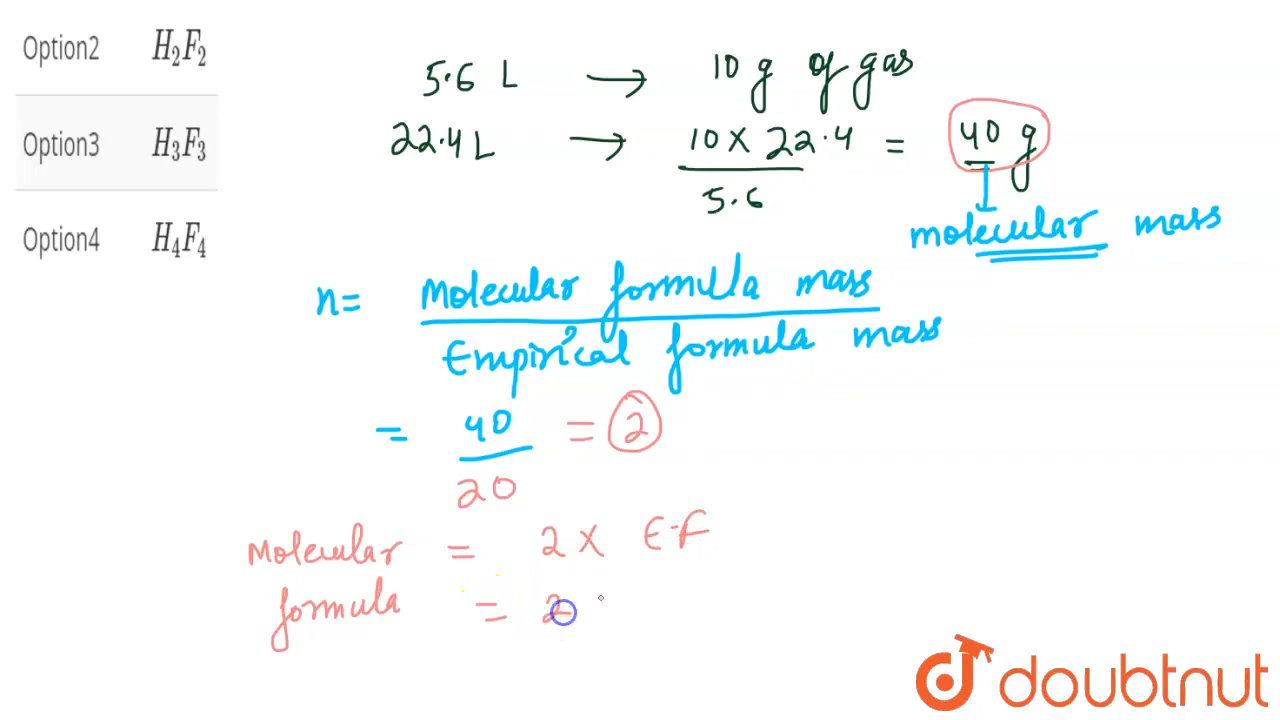 Option2 H₂F₂
Option3 H₃F₃
Option4 H₄F₄
5.6 L → 10 g of gas
22.4 L → 10 × 22.4 = 40 g
5.6
molecular mass
n = Molecular formula mass
Empirical formula mass
= 40 = 2
20
Molecular = 2 × E.F
formula = 2
doubtnut